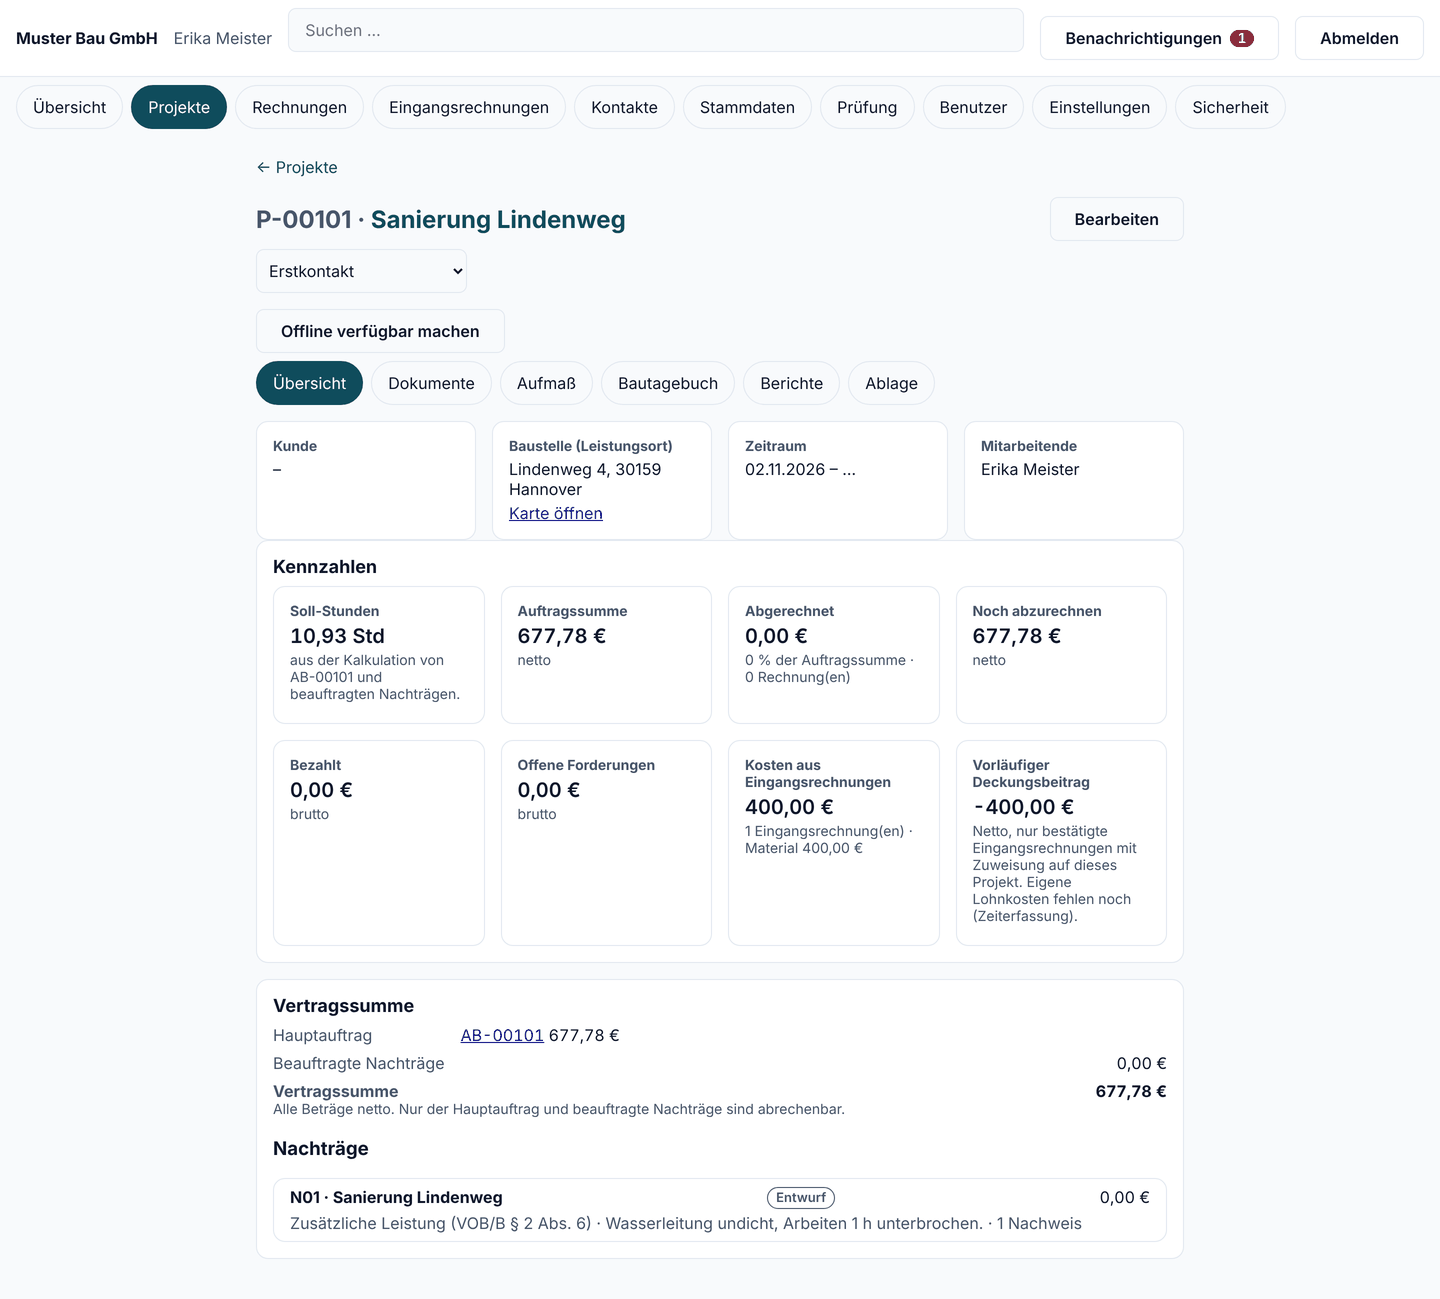 Muster Bau GmbH Erika Meister Suchen ... Benachrichtigungen 1 Abmelden
Übersicht Projekte Rechnungen Eingangsrechnungen Kontakte Stammdaten Prüfung Benutzer Einstellungen Sicherheit
← Projekte
P-00101 · Sanierung Lindenweg Bearbeiten
Erstkontakt
Offline verfügbar machen
Übersicht Dokumente Aufmaß Bautagebuch Berichte Ablage
Kunde
–
Baustelle (Leistungsort)
Lindenweg 4, 30159
Hannover
Karte öffnen
Zeitraum
02.11.2026 – ...
Mitarbeitende
Erika Meister
Kennzahlen
Soll-Stunden
10,93 Std
aus der Kalkulation von
AB-00101 und
beauftragten Nachträgen.
Auftragssumme
677,78 €
netto
Abgerechnet
0,00 €
0 % der Auftragssumme ·
0 Rechnung(en)
Noch abzurechnen
677,78 €
netto
Bezahlt
0,00 €
brutto
Offene Forderungen
0,00 €
brutto
Kosten aus
Eingangsrechnungen
400,00 €
1 Eingangsrechnung(en) ·
Material 400,00 €
Vorläufiger
Deckungsbeitrag
-400,00 €
Netto, nur bestätigte
Eingangsrechnungen mit
Zuweisung auf dieses
Projekt. Eigene
Lohnkosten fehlen noch
(Zeiterfassung).
Vertragssumme
Hauptauftrag AB-00101 677,78 €
Beauftragte Nachträge 0,00 €
Vertragssumme 677,78 €
Alle Beträge netto. Nur der Hauptauftrag und beauftragte Nachträge sind abrechenbar.
Nachträge
N01 · Sanierung Lindenweg Entwurf 0,00 €
Zusätzliche Leistung (VOB/B § 2 Abs. 6) · Wasserleitung undicht, Arbeiten 1 h unterbrochen. · 1 Nachweis